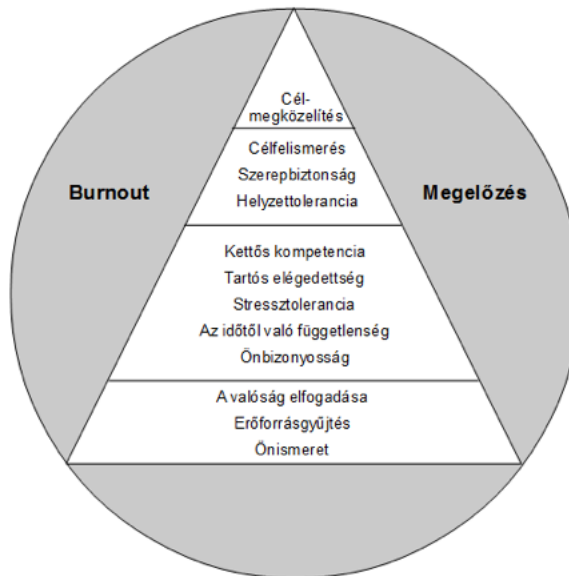 Cél-
megközelítés
Célfelismerés
Szerepbiztonság
Helyzettolerancia
Burnout
Megelőzés
Kettős kompetencia
Tartós elégedettség
Stressztolerancia
Az időtől való függetlenség
Önbizonyosság
A valóság elfogadása
Erőforrásgyűjtés
Önismeret